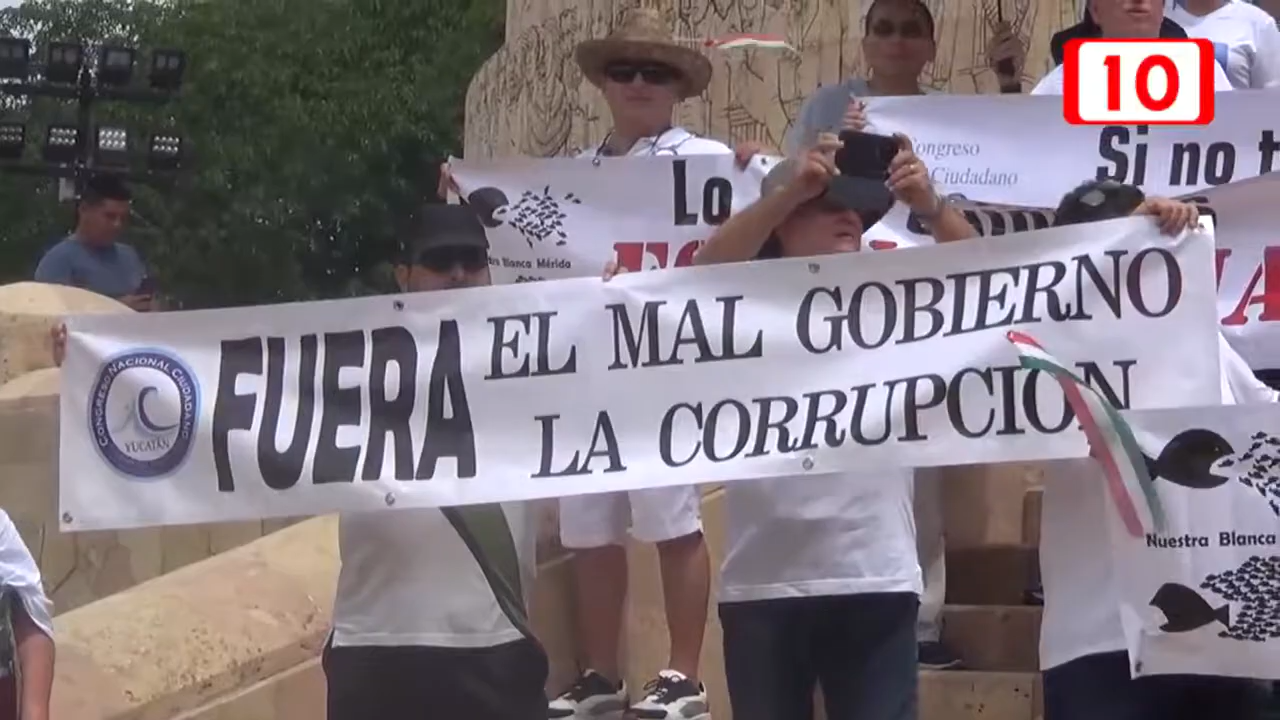 10
Congreso
Ciudadano
Si no t
Lo
Blanca Mérida
FUERA EL MAL GOBIERNO
LA CORRUPCION
CONGRESO NACIONAL CIUDADANO
YUCATÁN
Nuestra Blanca